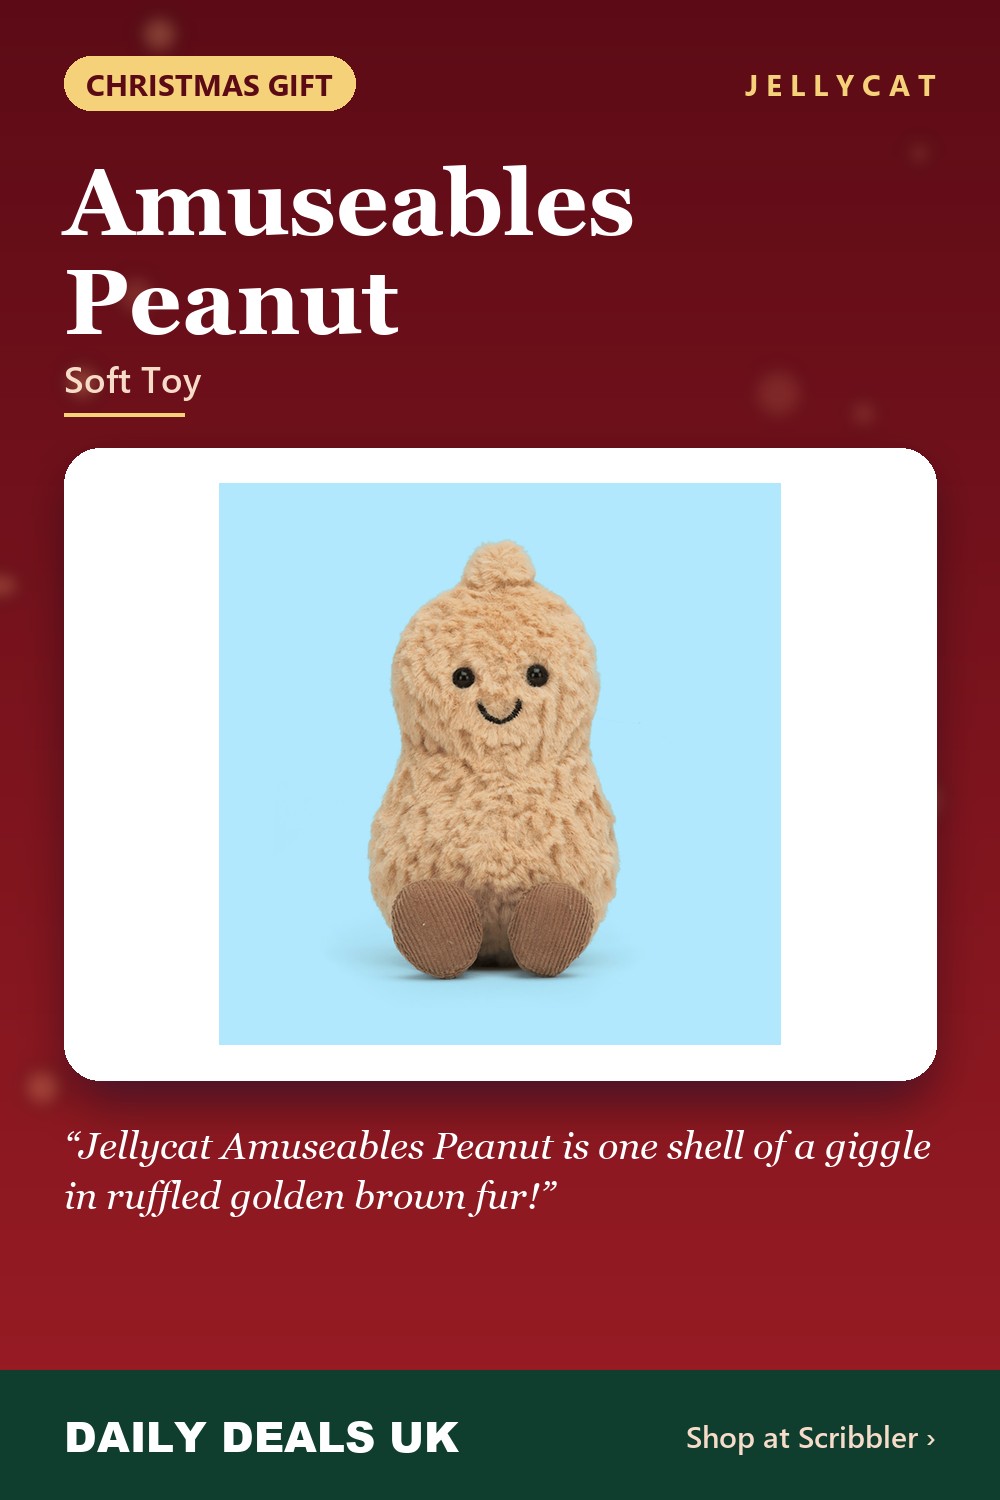 CHRISTMAS GIFT
JELLYCAT
Amuseables
Peanut
Soft Toy
“Jellycat Amuseables Peanut is one shell of a giggle
in ruffled golden brown fur!”
DAILY DEALS UK
Shop at Scribbler ›